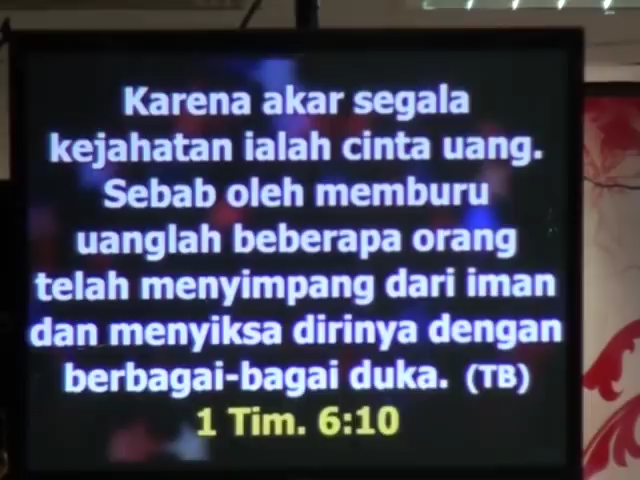 Karena akar segala
kejahatan ialah cinta uang.
Sebab oleh memburu
uanglah beberapa orang
telah menyimpang dari iman
dan menyiksa dirinya dengan
berbagai-bagai duka. (TB)
1 Tim. 6:10